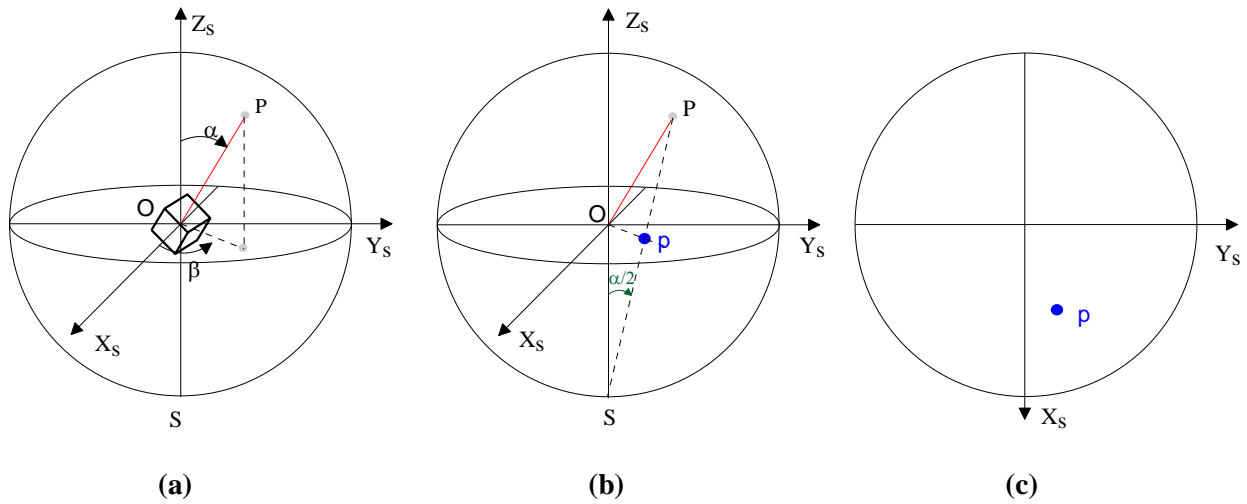 Z_S
P
α
O
Y_S
β
X_S
S
(a)
Z_S
P
O
Y_S
p
α/2
X_S
S
(b)
Y_S
p
X_S
(c)